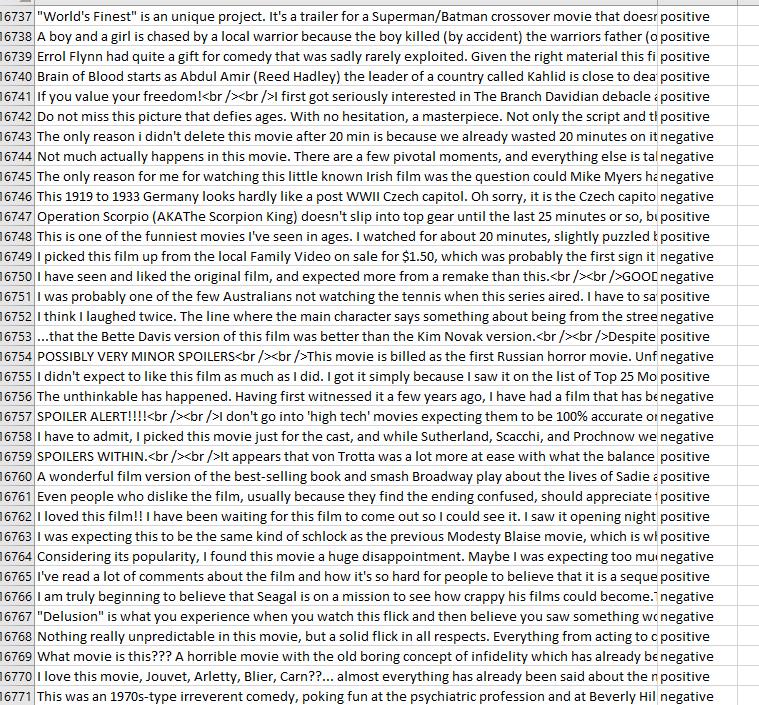 16737 "World's Finest" is an unique project. It's a trailer for a Superman/Batman crossover movie that doesn positive
16738 A boy and a girl is chased by a local warrior because the boy killed (by accident) the warriors father (o positive
16739 Errol Flynn had quite a gift for comedy that was sadly rarely exploited. Given the right material this fi positive
16740 Brain of Blood starts as Abdul Amir (Reed Hadley) the leader of a country called Kahlid is close to dea positive
16741 If you value your freedom!<br /><br />I first got seriously interested in The Branch Davidian debacle a positive
16742 Do not miss this picture that defies ages. With no hesitation, a masterpiece. Not only the script and th positive
16743 The only reason i didn't delete this movie after 20 min is because we already wasted 20 minutes on it negative
16744 Not much actually happens in this movie. There are a few pivotal moments, and everything else is tal negative
16745 The only reason for me for watching this little known Irish film was the question could Mike Myers ha negative
16746 This 1919 to 1933 Germany looks hardly like a post WWII Czech capitol. Oh sorry, it is the Czech capito negative
16747 Operation Scorpio (AKAThe Scorpion King) doesn't slip into top gear until the last 25 minutes or so, bu positive
16748 This is one of the funniest movies I've seen in ages. I watched for about 20 minutes, slightly puzzled b positive
16749 I picked this film up from the local Family Video on sale for $1.50, which was probably the first sign it negative
16750 I have seen and liked the original film, and expected more from a remake than this.<br /><br />GOOD negative
16751 I was probably one of the few Australians not watching the tennis when this series aired. I have to sa positive
16752 I think I laughed twice. The line where the main character says something about being from the stree negative
16753 ...that the Bette Davis version of this film was better than the Kim Novak version.<br /><br />Despite positive
16754 POSSIBLY VERY MINOR SPOILERS<br /><br />This movie is billed as the first Russian horror movie. Unf negative
16755 I didn't expect to like this film as much as I did. I got it simply because I saw it on the list of Top 25 Mo positive
16756 The unthinkable has happened. Having first witnessed it a few years ago, I have had a film that has be negative
16757 SPOILER ALERT!!!!<br /><br />I don't go into 'high tech' movies expecting them to be 100% accurate or negative
16758 I have to admit, I picked this movie just for the cast, and while Sutherland, Scacchi, and Prochnow we negative
16759 SPOILERS WITHIN.<br /><br />It appears that von Trotta was a lot more at ease with what the balance positive
16760 A wonderful film version of the best-selling book and smash Broadway play about the lives of Sadie a positive
16761 Even people who dislike the film, usually because they find the ending confused, should appreciate positive
16762 I loved this film!! I have been waiting for this film to come out so I could see it. I saw it opening night positive
16763 I was expecting this to be the same kind of schlock as the previous Modesty Blaise movie, which is wh positive
16764 Considering its popularity, I found this movie a huge disappointment. Maybe I was expecting too mu negative
16765 I've read a lot of comments about the film and how it's so hard for people to believe that it is a seque positive
16766 I am truly beginning to believe that Seagal is on a mission to see how crappy his films could become. negative
16767 "Delusion" is what you experience when you watch this flick and then believe you saw something wo negative
16768 Nothing really unpredictable in this movie, but a solid flick in all respects. Everything from acting to c positive
16769 What movie is this??? A horrible movie with the old boring concept of infidelity which has already be negative
16770 I love this movie, Jouvet, Arletty, Blier, Carn??... almost everything has already been said about the m positive
16771 This was an 1970s-type irreverent comedy, poking fun at the psychiatric profession and at Beverly Hil negative